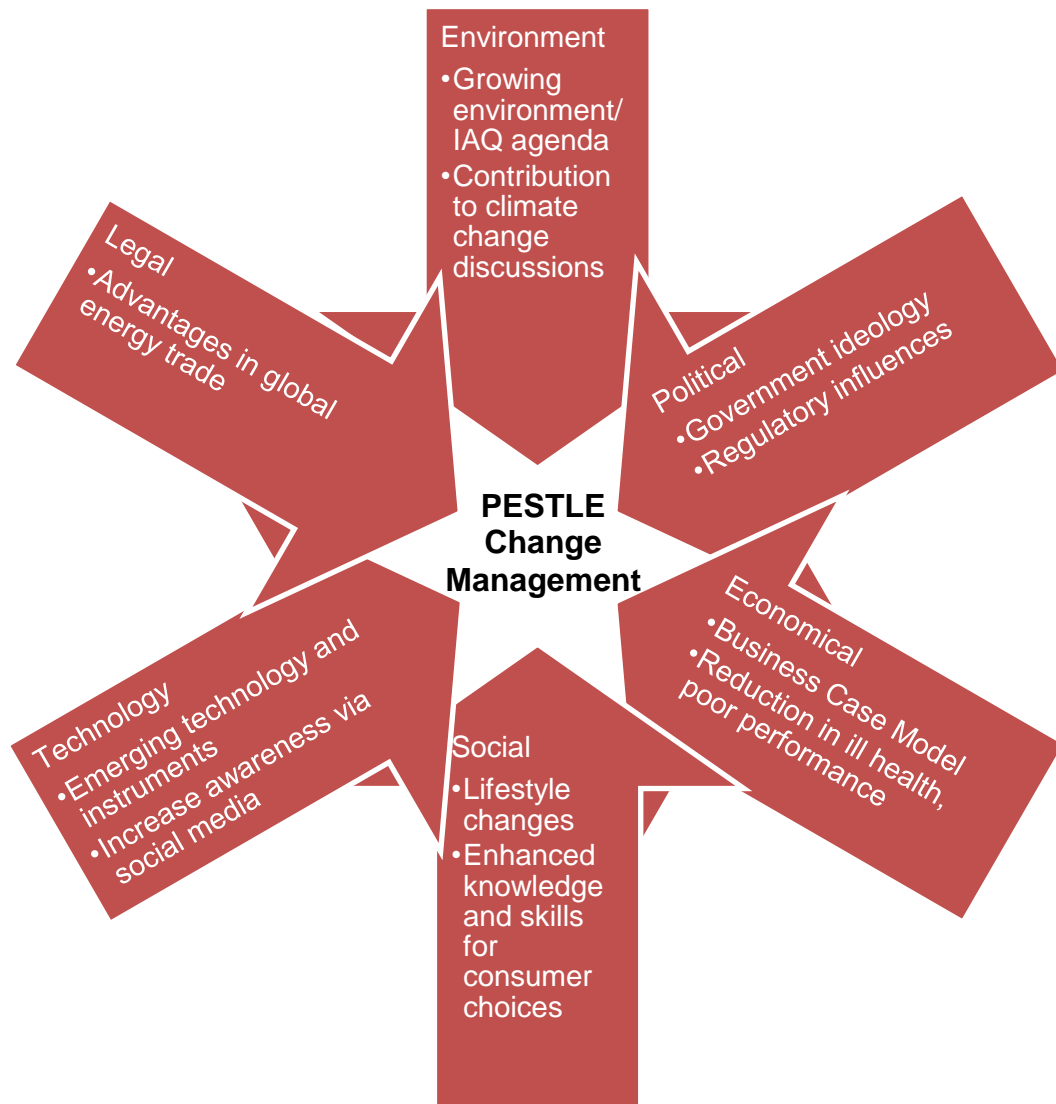 Environment
•Growing
environment/
IAQ agenda
•Contribution
to climate
change
discussions
Political
•Government ideology
•Regulatory influences
Economical
•Business Case Model
•Reduction in ill health,
poor performance
Social
•Lifestyle
changes
•Enhanced
knowledge
and skills
for
consumer
choices
Technology
•Emerging technology and
instruments
•Increase awareness via
social media
Legal
•Advantages in global
energy trade
PESTLE
Change
Management